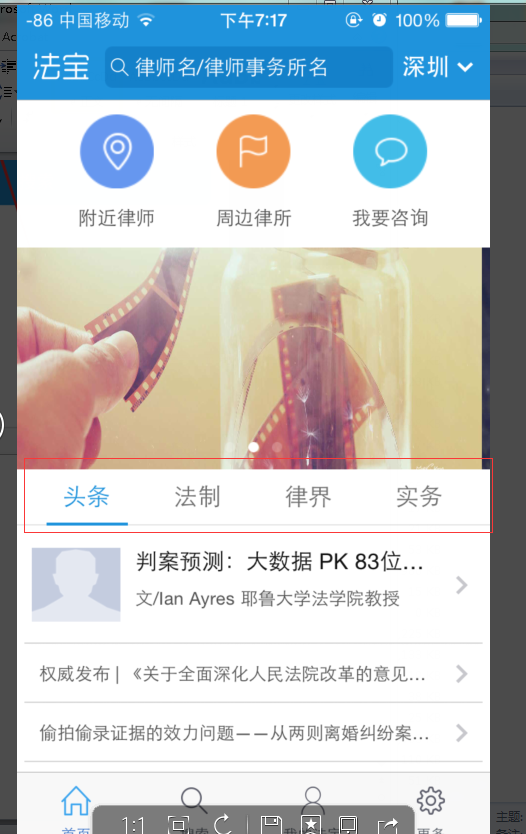 -86 中国移动 下午7:17 100%
法宝 律师名/律师事务所名 深圳
附近律师 周边律所 我要咨询
头条 法制 律界 实务
判案预测：大数据 PK 83位...
文/Ian Ayres 耶鲁大学法学院教授
权威发布 | 《关于全面深化人民法院改革的意见...
偷拍偷录证据的效力问题——从两则离婚纠纷案...
1:1
主题: